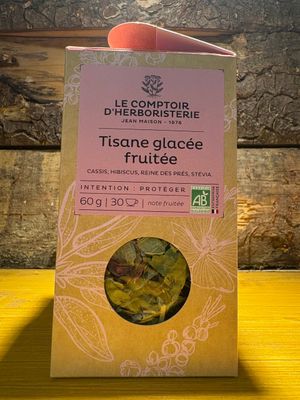 LE COMPTOIR
D'HERBORISTERIE
JEAN MAISON - 1976
Tisane glacée
fruitée
CASSIS, HIBISCUS, REINE DES PRÉS, STÉVIA.
INTENTION : PROTÉGER
60 g | 30 | note fruitée
AB